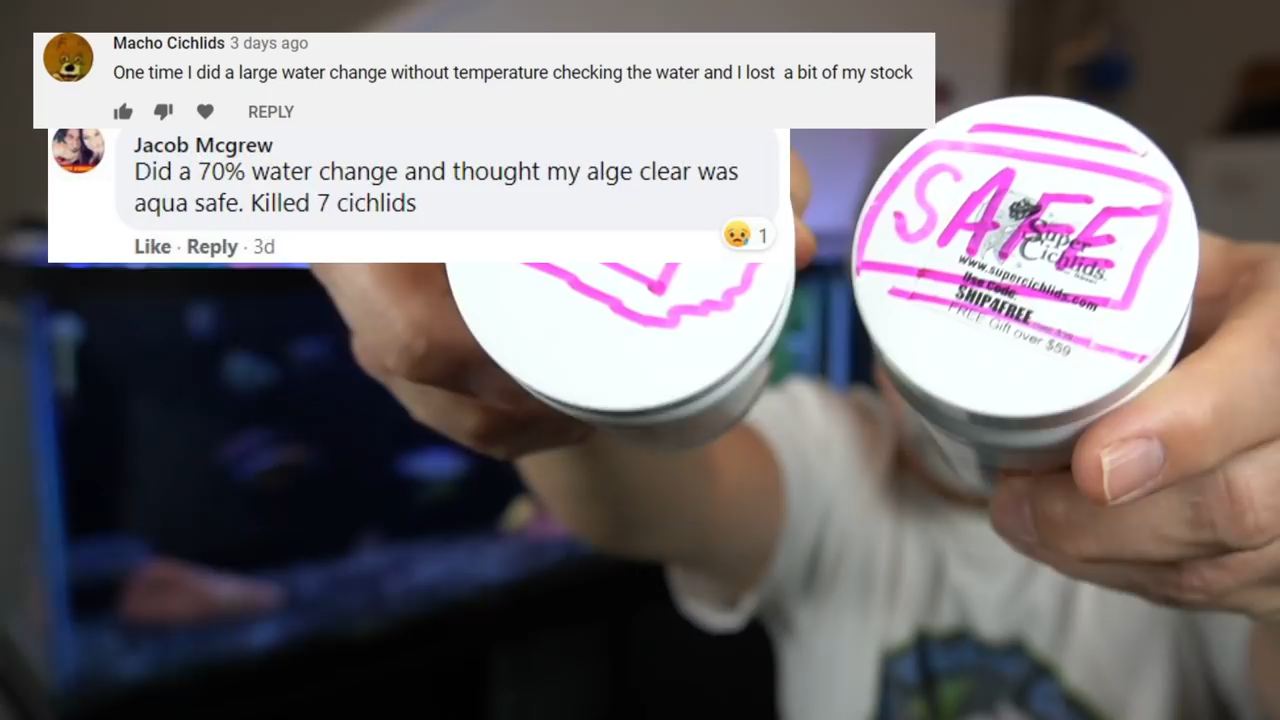 Macho Cichlids 3 days ago
One time I did a large water change without temperature checking the water and I lost a bit of my stock
REPLY
Jacob Mcgrew
Did a 70% water change and thought my alge clear was
aqua safe. Killed 7 cichlids
Like · Reply · 3d
1
SAFE
Super
Cichlids
www.supercichlids.com
Use Code:
SHIP4FREE
FREE Gift over $59